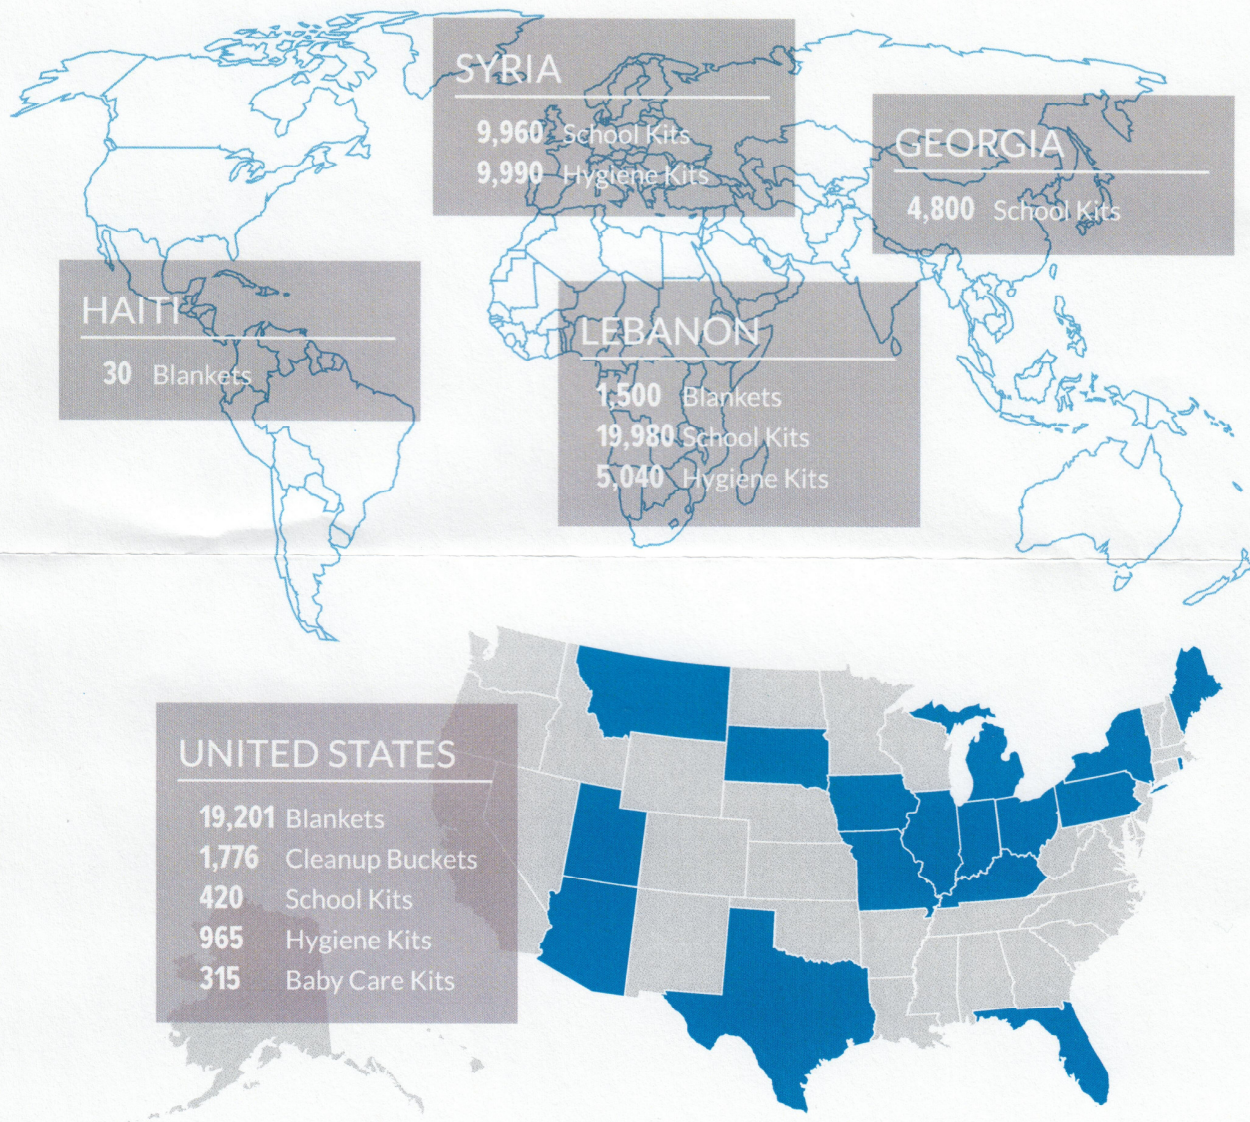 SYRIA
9,960 School Kits
9,990 Hygiene Kits
GEORGIA
4,800 School Kits
HAITI
30 Blankets
LEBANON
1,500 Blankets
19,980 School Kits
5,040 Hygiene Kits
UNITED STATES
19,201 Blankets
1,776 Cleanup Buckets
420 School Kits
965 Hygiene Kits
315 Baby Care Kits